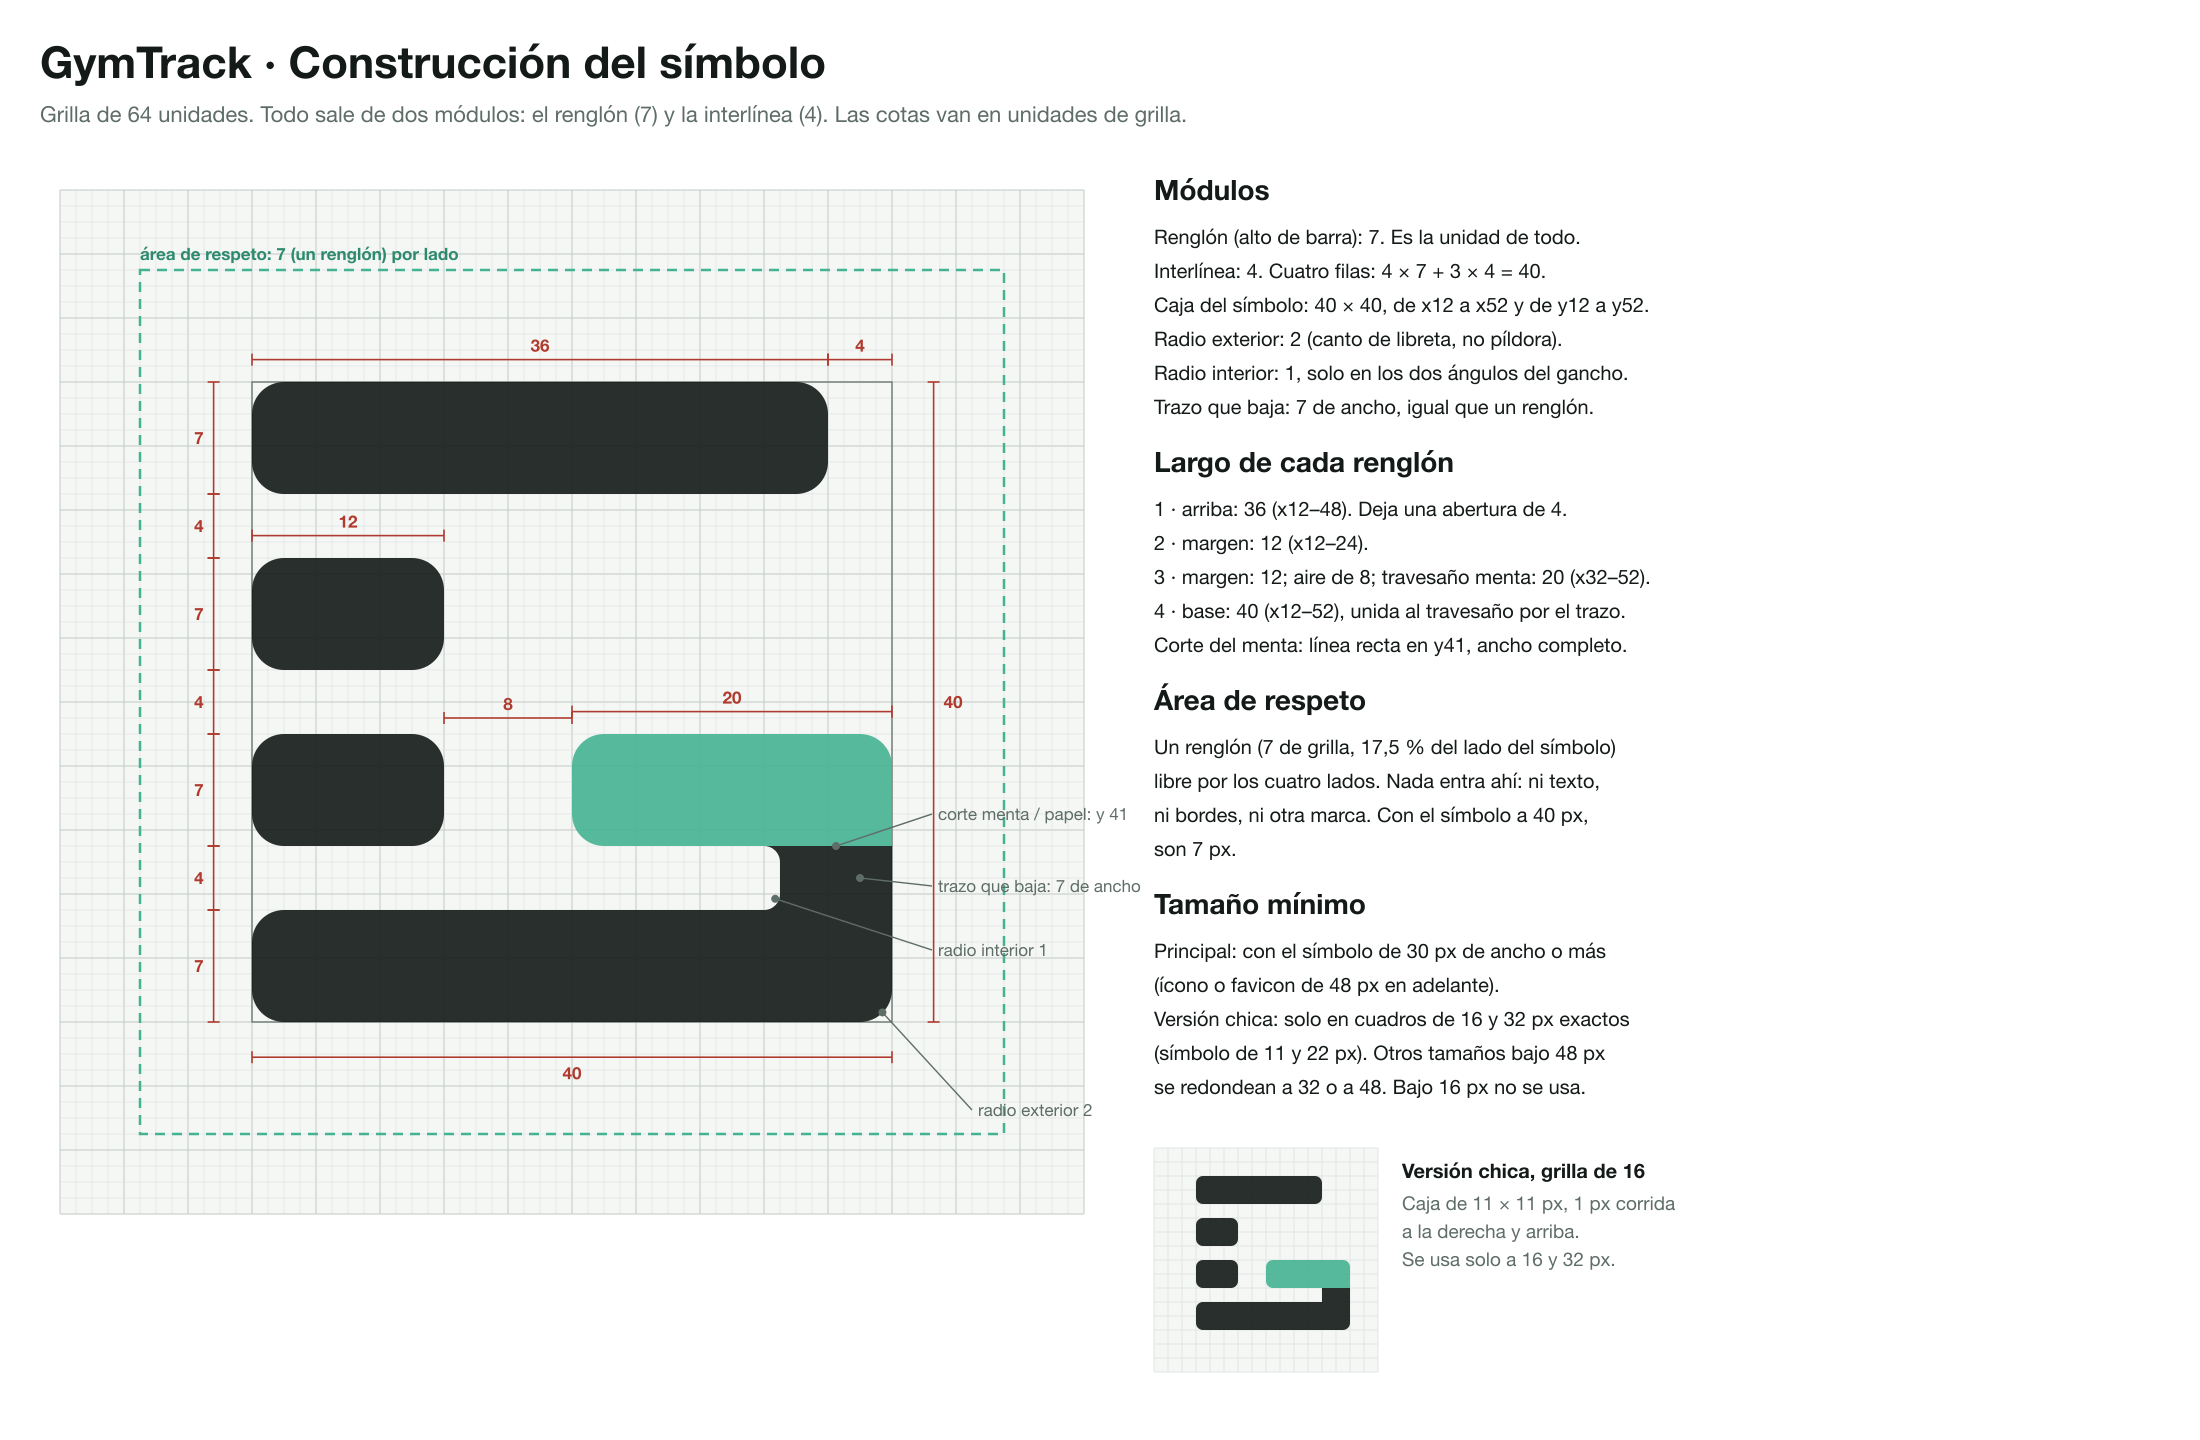 GymTrack · Construcción del símbolo
Grilla de 64 unidades. Todo sale de dos módulos: el renglón (7) y la interlínea (4). Las cotas van en unidades de grilla.
área de respeto: 7 (un renglón) por lado
36
4
7
4
12
7
4
8
20
40
7
corte menta / papel: y 41
4
trazo que baja: 7 de ancho
radio interior 1
7
40
radio exterior 2
Módulos
Renglón (alto de barra): 7. Es la unidad de todo.
Interlínea: 4. Cuatro filas: 4 × 7 + 3 × 4 = 40.
Caja del símbolo: 40 × 40, de x12 a x52 y de y12 a y52.
Radio exterior: 2 (canto de libreta, no píldora).
Radio interior: 1, solo en los dos ángulos del gancho.
Trazo que baja: 7 de ancho, igual que un renglón.
Largo de cada renglón
1 · arriba: 36 (x12–48). Deja una abertura de 4.
2 · margen: 12 (x12–24).
3 · margen: 12; aire de 8; travesaño menta: 20 (x32–52).
4 · base: 40 (x12–52), unida al travesaño por el trazo.
Corte del menta: línea recta en y41, ancho completo.
Área de respeto
Un renglón (7 de grilla, 17,5 % del lado del símbolo)
libre por los cuatro lados. Nada entra ahí: ni texto,
ni bordes, ni otra marca. Con el símbolo a 40 px,
son 7 px.
Tamaño mínimo
Principal: con el símbolo de 30 px de ancho o más
(ícono o favicon de 48 px en adelante).
Versión chica: solo en cuadros de 16 y 32 px exactos
(símbolo de 11 y 22 px). Otros tamaños bajo 48 px
se redondean a 32 o a 48. Bajo 16 px no se usa.
Versión chica, grilla de 16
Caja de 11 × 11 px, 1 px corrida
a la derecha y arriba.
Se usa solo a 16 y 32 px.